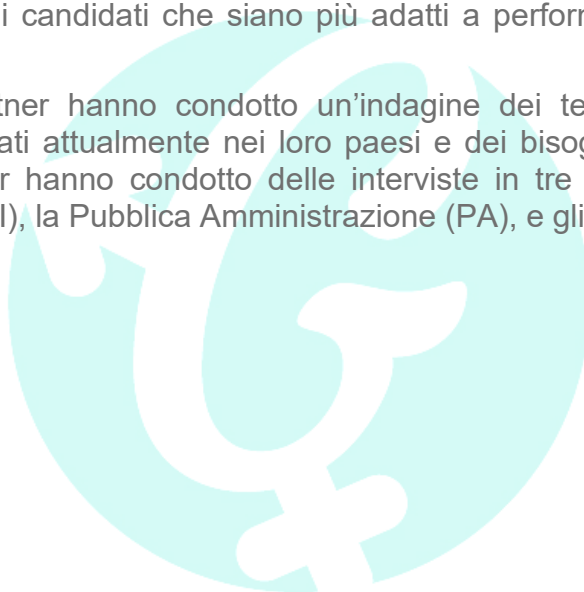 i candidati che siano più adatti a perfor
tner hanno condotto un’indagine dei te
ati attualmente nei loro paesi e dei bisog
r hanno condotto delle interviste in tre
I), la Pubblica Amministrazione (PA), e gli